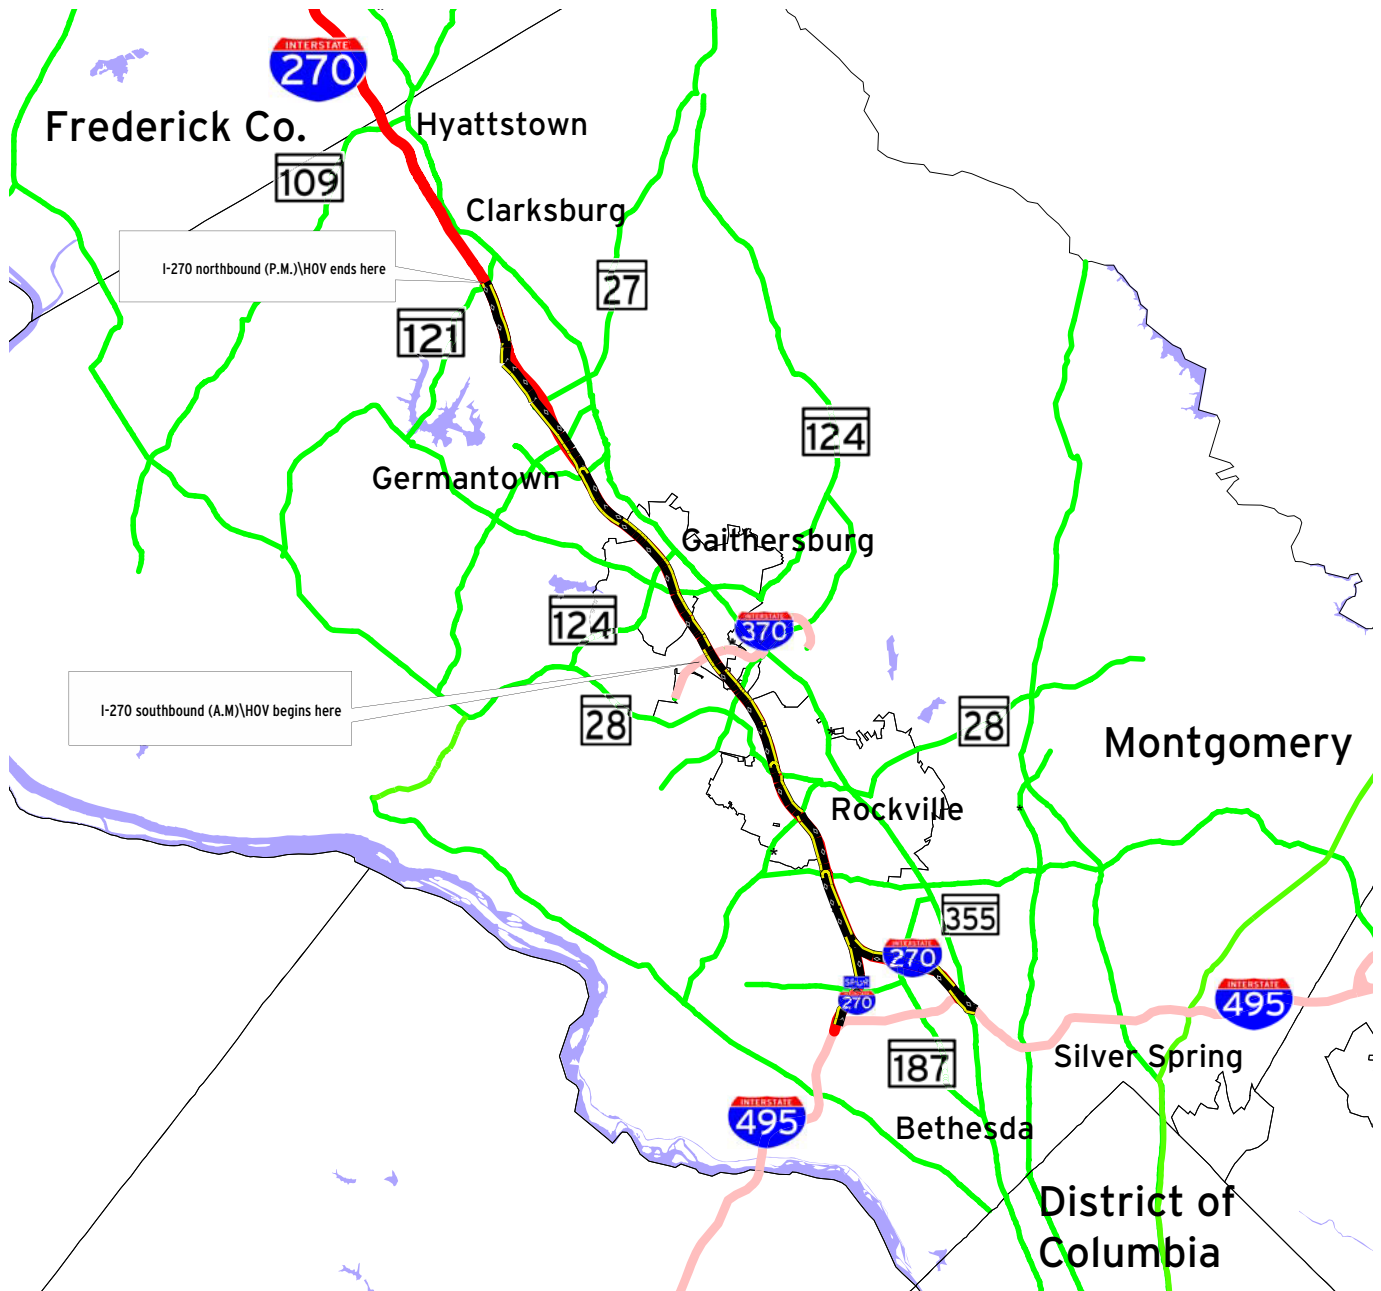 INTERSTATE
270
Frederick Co.
Hyattstown
109
Clarksburg
I-270 northbound (P.M.)\HOV ends here
27
121
124
Germantown
Gaithersburg
124
INTERSTATE
370
I-270 southbound (A.M)\HOV begins here
28
28
Montgomery
Rockville
355
INTERSTATE
270
SPUR
270
INTERSTATE
495
187
Silver Spring
INTERSTATE
495
Bethesda
District of
Columbia